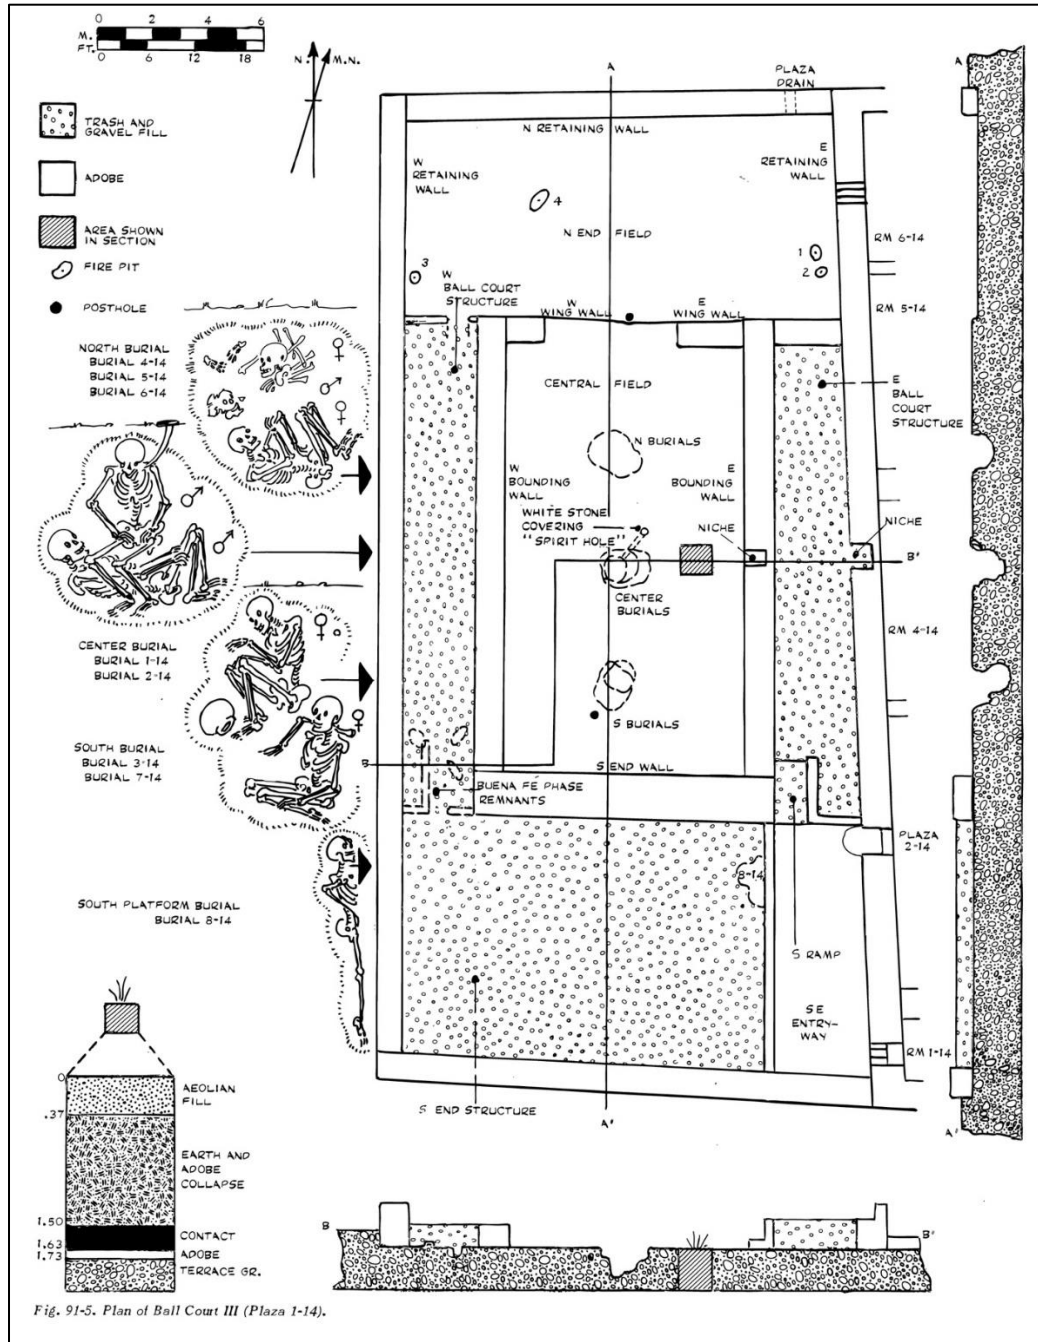 0 2 4 6
M.
FT.
0 6 12 18
N. M.N.
TRASH AND
GRAVEL FILL
ADOBE
AREA SHOWN
IN SECTION
FIRE PIT
POSTHOLE
NORTH BURIAL
BURIAL 4-14
BURIAL 5-14
BURIAL 6-14
CENTER BURIAL
BURIAL 1-14
BURIAL 2-14
SOUTH BURIAL
BURIAL 3-14
BURIAL 7-14
SOUTH PLATFORM BURIAL
BURIAL 8-14
A
PLAZA
DRAIN
N RETAINING WALL
W
RETAINING
WALL
E
RETAINING
WALL
4
N END FIELD
1
2
3
RM 6-14
W
BALL COURT
STRUCTURE
W
WING WALL
E
WING WALL
RM 5-14
CENTRAL FIELD
E
BALL
COURT
STRUCTURE
N BURIALS
W
BOUNDING
WALL
E
BOUNDING
WALL
WHITE STONE
COVERING
"SPIRIT HOLE"
NICHE
NICHE
B'
CENTER
BURIALS
RM 4-14
S BURIALS
B
S END WALL
BUENA FÉ PHASE
REMNANTS
PLAZA
2-14
8-14
S RAMP
SE
ENTRY-
WAY
RM 1-14
S END STRUCTURE
A'
A
A'
0
.37
1.50
1.63
1.73
AEOLIAN
FILL
EARTH AND
ADOBE
COLLAPSE
CONTACT
ADOBE
TERRACE GR.
B
B'
Fig. 91-5. Plan of Ball Court III (Plaza 1-14).